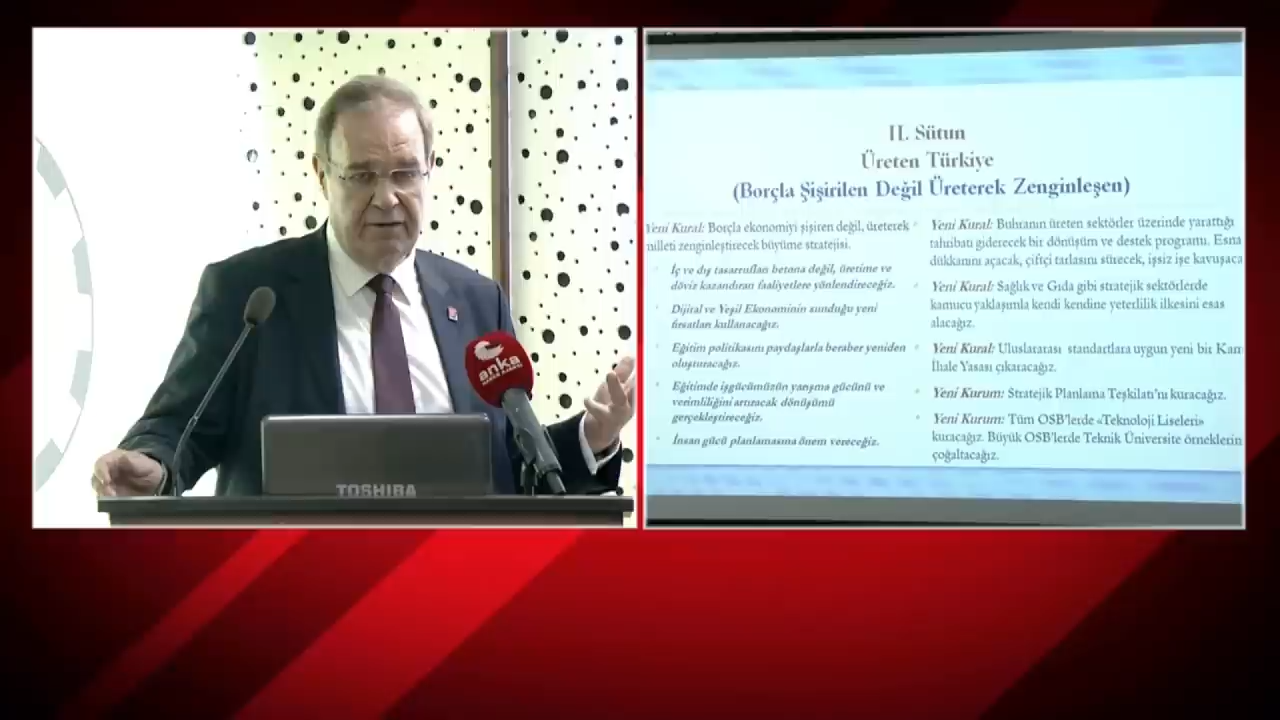 anka
TOSHIBA
II. Sütun
Üreten Türkiye
(Borçla Şişirilen Değil Üreterek Zenginleşen)
Yeni Kural: Borçla ekonomiyi şişiren değil, üreterek
milleti zenginleştirecek büyüme stratejisi.
İç ve dış tasarrufları betona değil, üretime ve
döviz kazandıran faaliyetlere yönlendireceğiz.
Dijital ve Yeşil Ekonominin sunduğu yeni
fırsatları kullanacağız.
Eğitim politikasını paydaşlarla beraber yeniden
oluşturacağız.
Eğitimde işgücümüzün yarışma gücünü ve
verimliliğini artıracak dönüşümü
gerçekleştireceğiz.
İnsan gücü planlamasına önem vereceğiz.
Yeni Kural: Buhranın üreten sektörler üzerinde yarattığı
tahribatı giderecek bir dönüşüm ve destek programı. Esna
dükkanını açacak, çiftçi tarlasını sürecek, işsiz işe kavuşaca
Yeni Kural: Sağlık ve Gıda gibi stratejik sektörlerde
kamucu yaklaşımla kendi kendine yeterlilik ilkesini esas
alacağız.
Yeni Kural: Uluslararası standartlara uygun yeni bir Kam
İhale Yasası çıkaracağız.
Yeni Kurum: Stratejik Planlama Teşkilatı'nı kuracağız.
Yeni Kurum: Tüm OSB'lerde «Teknoloji Liseleri»
kuracağız. Büyük OSB'lerde Teknik Üniversite örneklerin
çoğaltacağız.